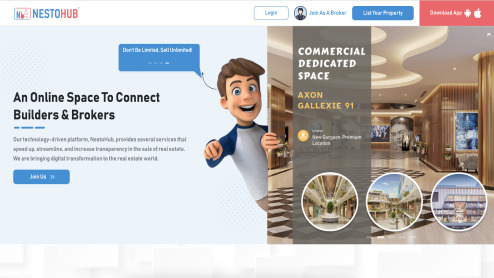 NESTOHUB
Login
Join As A Broker
List Your Property
Download App
Don't Be Limited, Sell Unlimited!
COMMERCIAL
DEDICATED
SPACE
AXON
GALLEXIE 91
New Gurgaon, Premium
Location
An Online Space To Connect
Builders & Brokers
Our technology-driven platform, NestoHub, provides several services that
speed up, streamline, and increase transparency in the sale of real estate.
We are bringing digital transformation to the real estate world.
Join Us